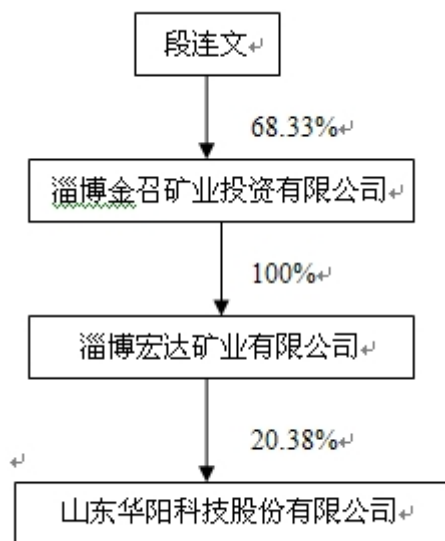 段连文
68.33%
淄博金召矿业投资有限公司
100%
淄博宏达矿业有限公司
20.38%
山东华阳科技股份有限公司